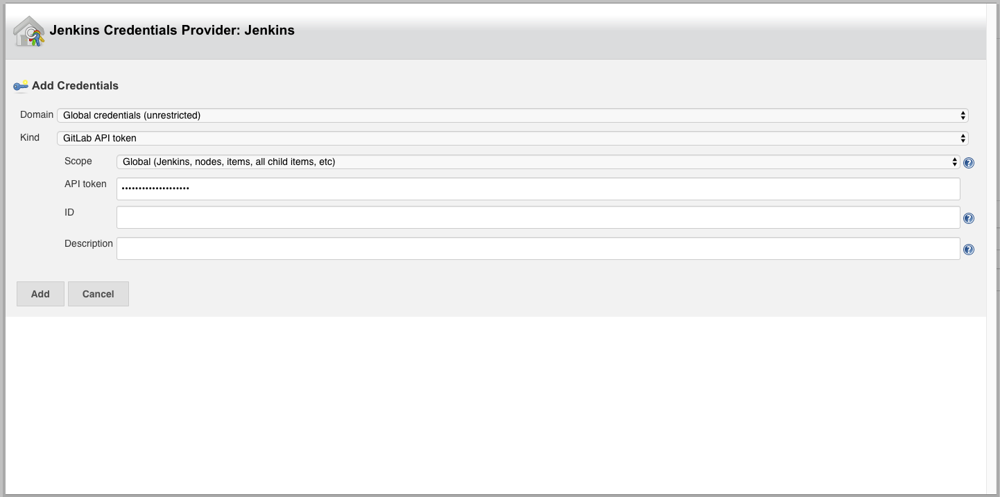 Jenkins Credentials Provider: Jenkins
Add Credentials
Domain Global credentials (unrestricted)
Kind GitLab API token
Scope Global (Jenkins, nodes, items, all child items, etc)
API token ••••••••••••••••••••
ID
Description
Add Cancel